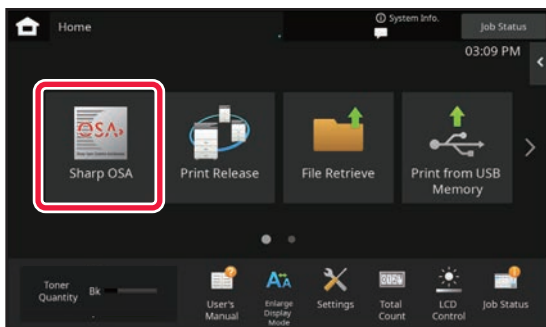 Home
System Info.
Job Status
03:09 PM
OSA
Sharp OSA
Print Release
File Retrieve
Print from USB
Memory
Toner
Quantity
Bk
User's
Manual
Enlarge
Display
Mode
Settings
Total
Count
LCD
Control
Job Status